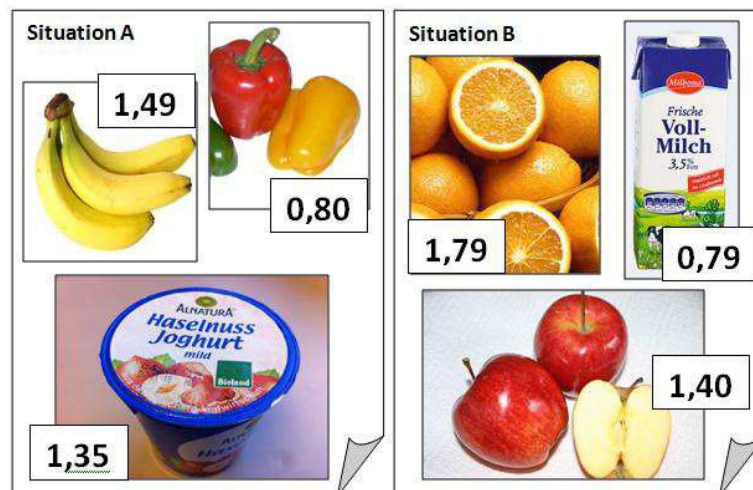 Situation A
1,49
0,80
ALNATURA
Haselnuss
Joghurt
mild
Bioland
1,35
Situation B
1,79
Milbona
Frische
Voll-
Milch
3,5%
0,79
1,40